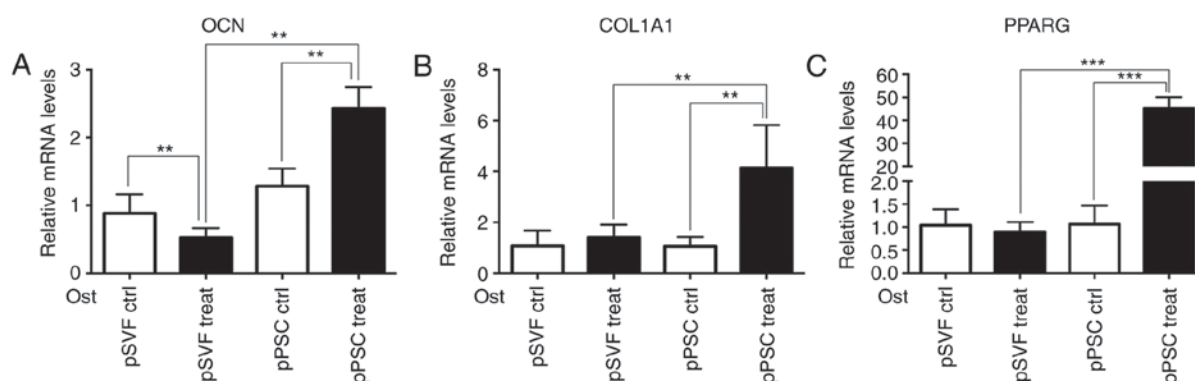 A
OCN
Relative mRNA levels
3
2
1
0
**
**
**
Ost
pSVF ctrl
pSVF treat
pPSC ctrl
pPSC treat
B
COL1A1
Relative mRNA levels
8
6
4
2
0
**
**
Ost
pSVF ctrl
pSVF treat
pPSC ctrl
pPSC treat
C
PPARG
Relative mRNA levels
60
50
40
30
20
2.0
1.5
1.0
0.5
0.0
***
***
Ost
pSVF ctrl
pSVF treat
pPSC ctrl
pPSC treat